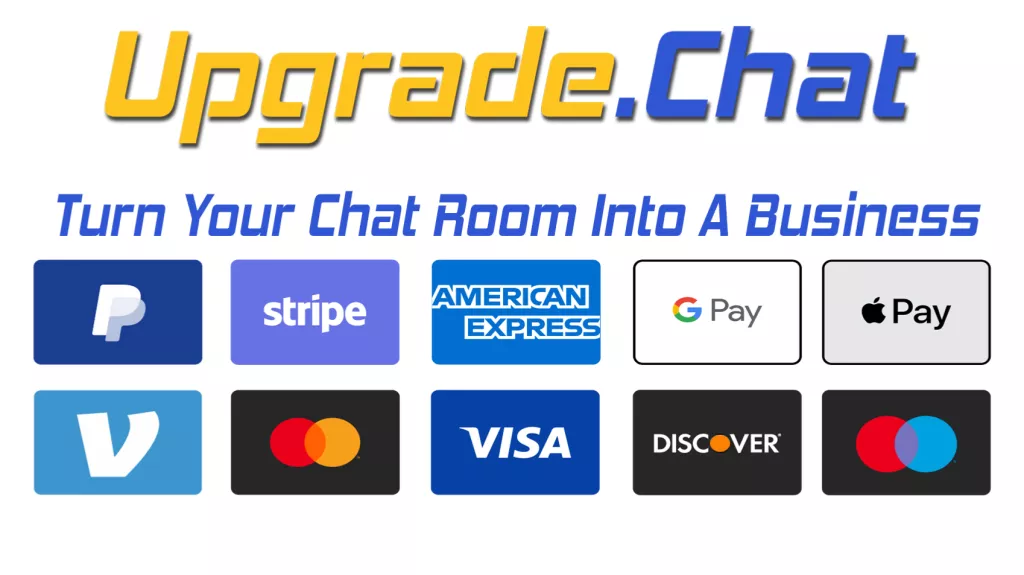 Upgrade.Chat
Turn Your Chat Room Into A Business
stripe
AMERICAN
EXPRESS
G Pay
Pay
VISA
DISCOVER